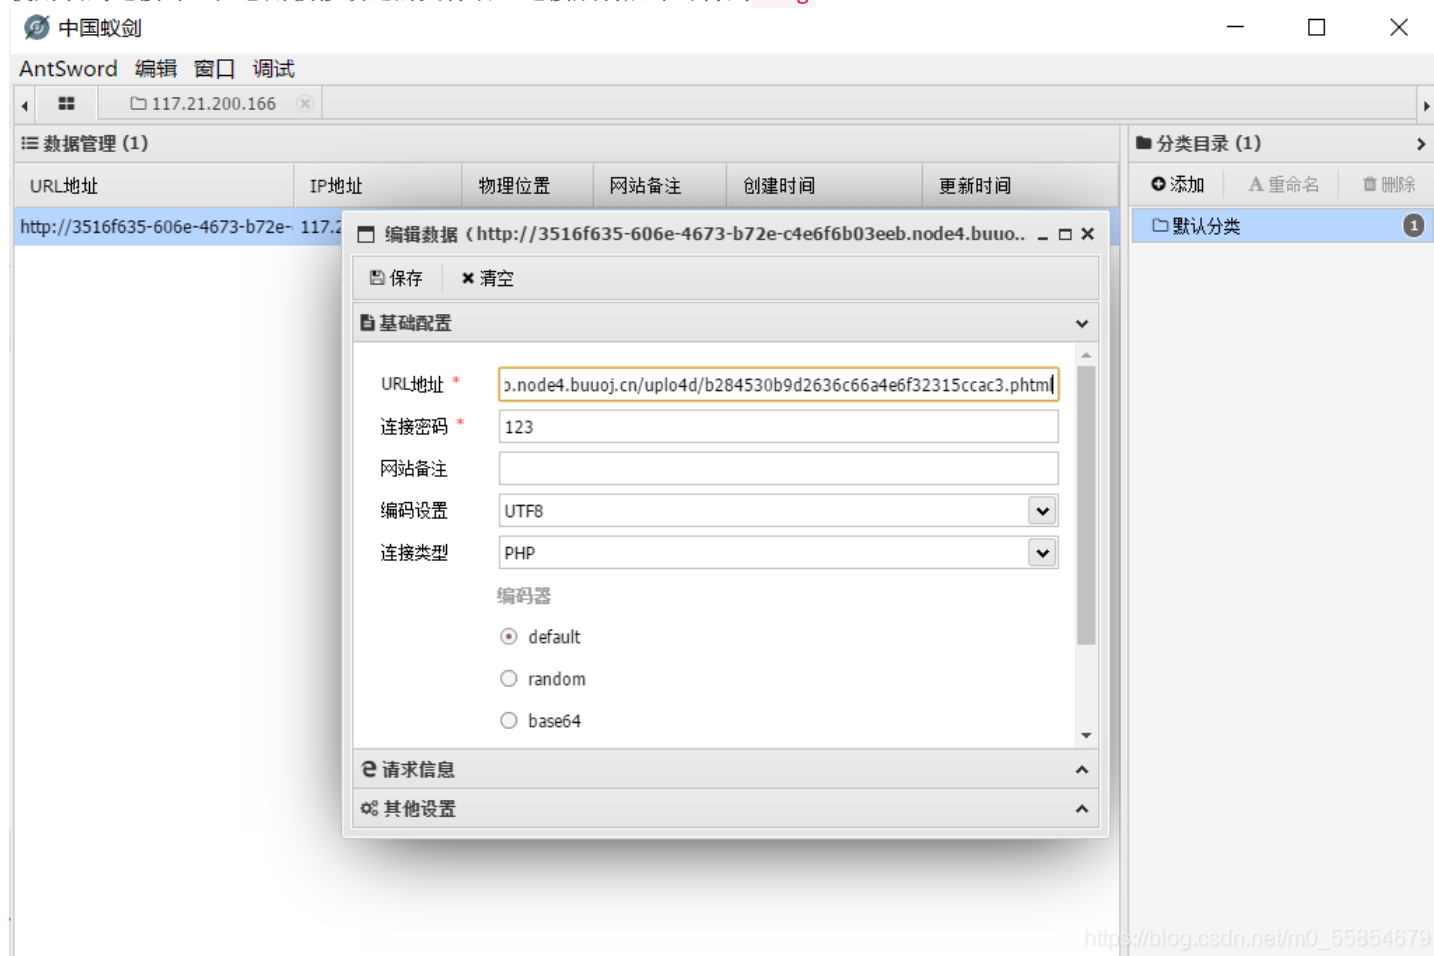 中国蚁剑
AntSword 编辑 窗口 调试
117.21.200.166
数据管理 (1)
分类目录 (1)
URL地址 IP地址 物理位置 网站备注 创建时间 更新时间
添加 A 重命名 删除
http://3516f635-606e-4673-b72e- 117.2
默认分类 1
编辑数据 (http://3516f635-606e-4673-b72e-c4e6f6b03eeb.node4.buuo..
保存 清空
基础配置
URL地址 * .node4.buuoj.cn/uplo4d/b284530b9d2636c66a4e6f32315ccac3.phtml
连接密码 * 123
网站备注
编码设置 UTF8
连接类型 PHP
编码器
default
random
base64
请求信息
其他设置
https://blog.csdn.net/m0_55854679